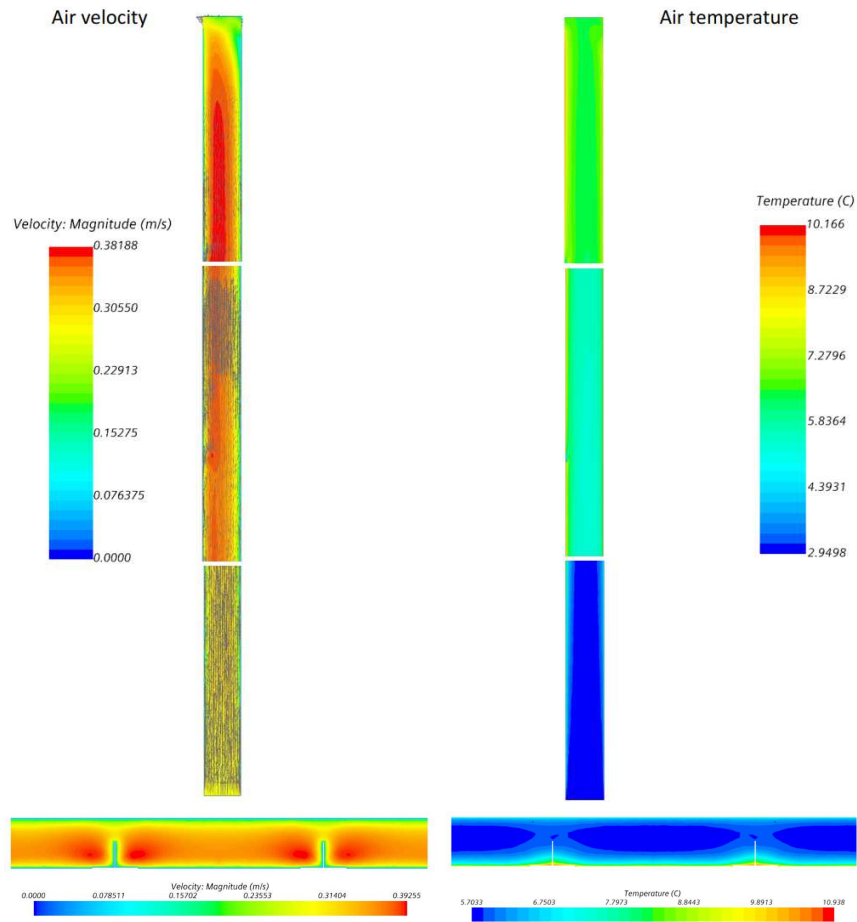 Air velocity
Air temperature
Velocity: Magnitude (m/s)
0.38188
0.30550
0.22913
0.15275
0.076375
0.0000
Temperature (C)
10.166
8.7229
7.2796
5.8364
4.3931
2.9498
Velocity: Magnitude (m/s)
0.0000 0.078511 0.15702 0.23553 0.31404 0.39255
Temperature (C)
5.7033 6.7503 7.7973 8.8443 9.8913 10.938